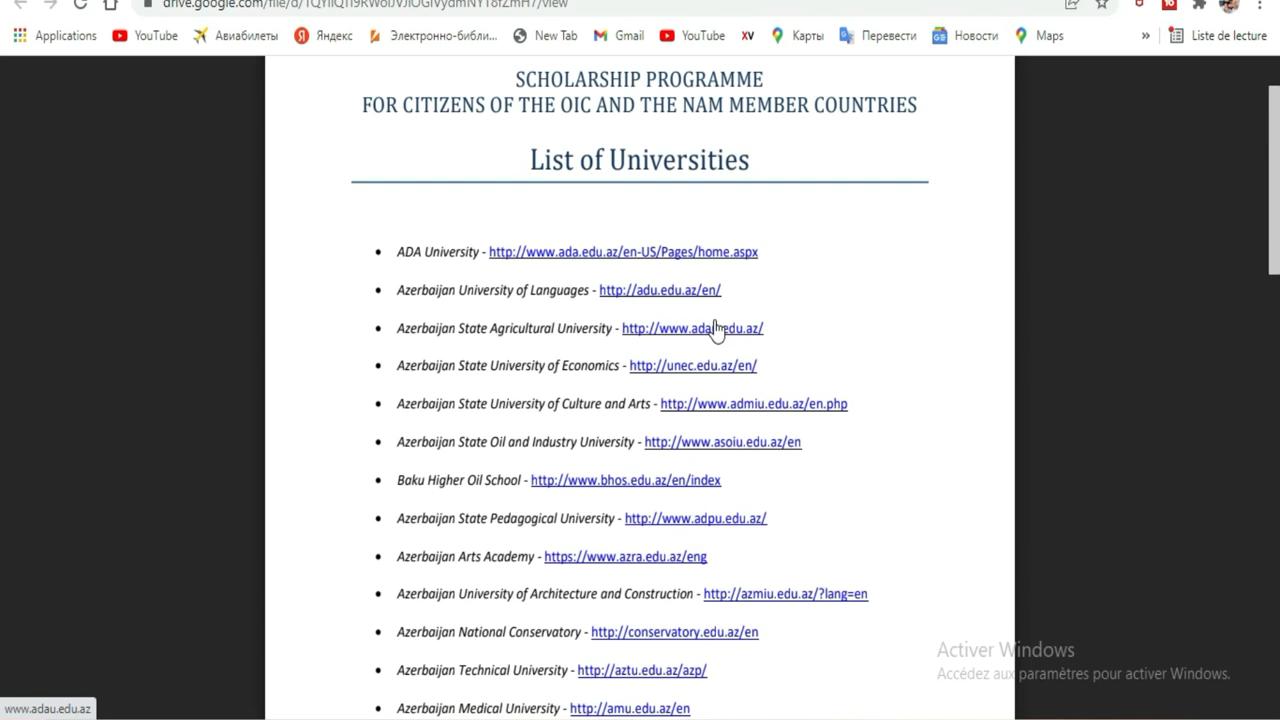 Applications YouTube Авиабилеты Яндекс Электронно-библи... New Tab Gmail YouTube XV Карты Перевести Новости Maps » Liste de lecture
SCHOLARSHIP PROGRAMME
FOR CITIZENS OF THE OIC AND THE NAM MEMBER COUNTRIES
List of Universities
• ADA University - http://www.ada.edu.az/en-US/Pages/home.aspx
• Azerbaijan University of Languages - http://adu.edu.az/en/
• Azerbaijan State Agricultural University - http://www.adau.edu.az/
• Azerbaijan State University of Economics - http://unec.edu.az/en/
• Azerbaijan State University of Culture and Arts - http://www.admiu.edu.az/en.php
• Azerbaijan State Oil and Industry University - http://www.asoiu.edu.az/en
• Baku Higher Oil School - http://www.bhos.edu.az/en/index
• Azerbaijan State Pedagogical University - http://www.adpu.edu.az/
• Azerbaijan Arts Academy - https://www.azra.edu.az/eng
• Azerbaijan University of Architecture and Construction - http://azmiu.edu.az/?lang=en
• Azerbaijan National Conservatory - http://conservatory.edu.az/en
• Azerbaijan Technical University - http://aztu.edu.az/azp/
• Azerbaijan Medical University - http://amu.edu.az/en
Activer Windows
Accédez aux paramètres pour activer Windows.
www.adau.edu.az